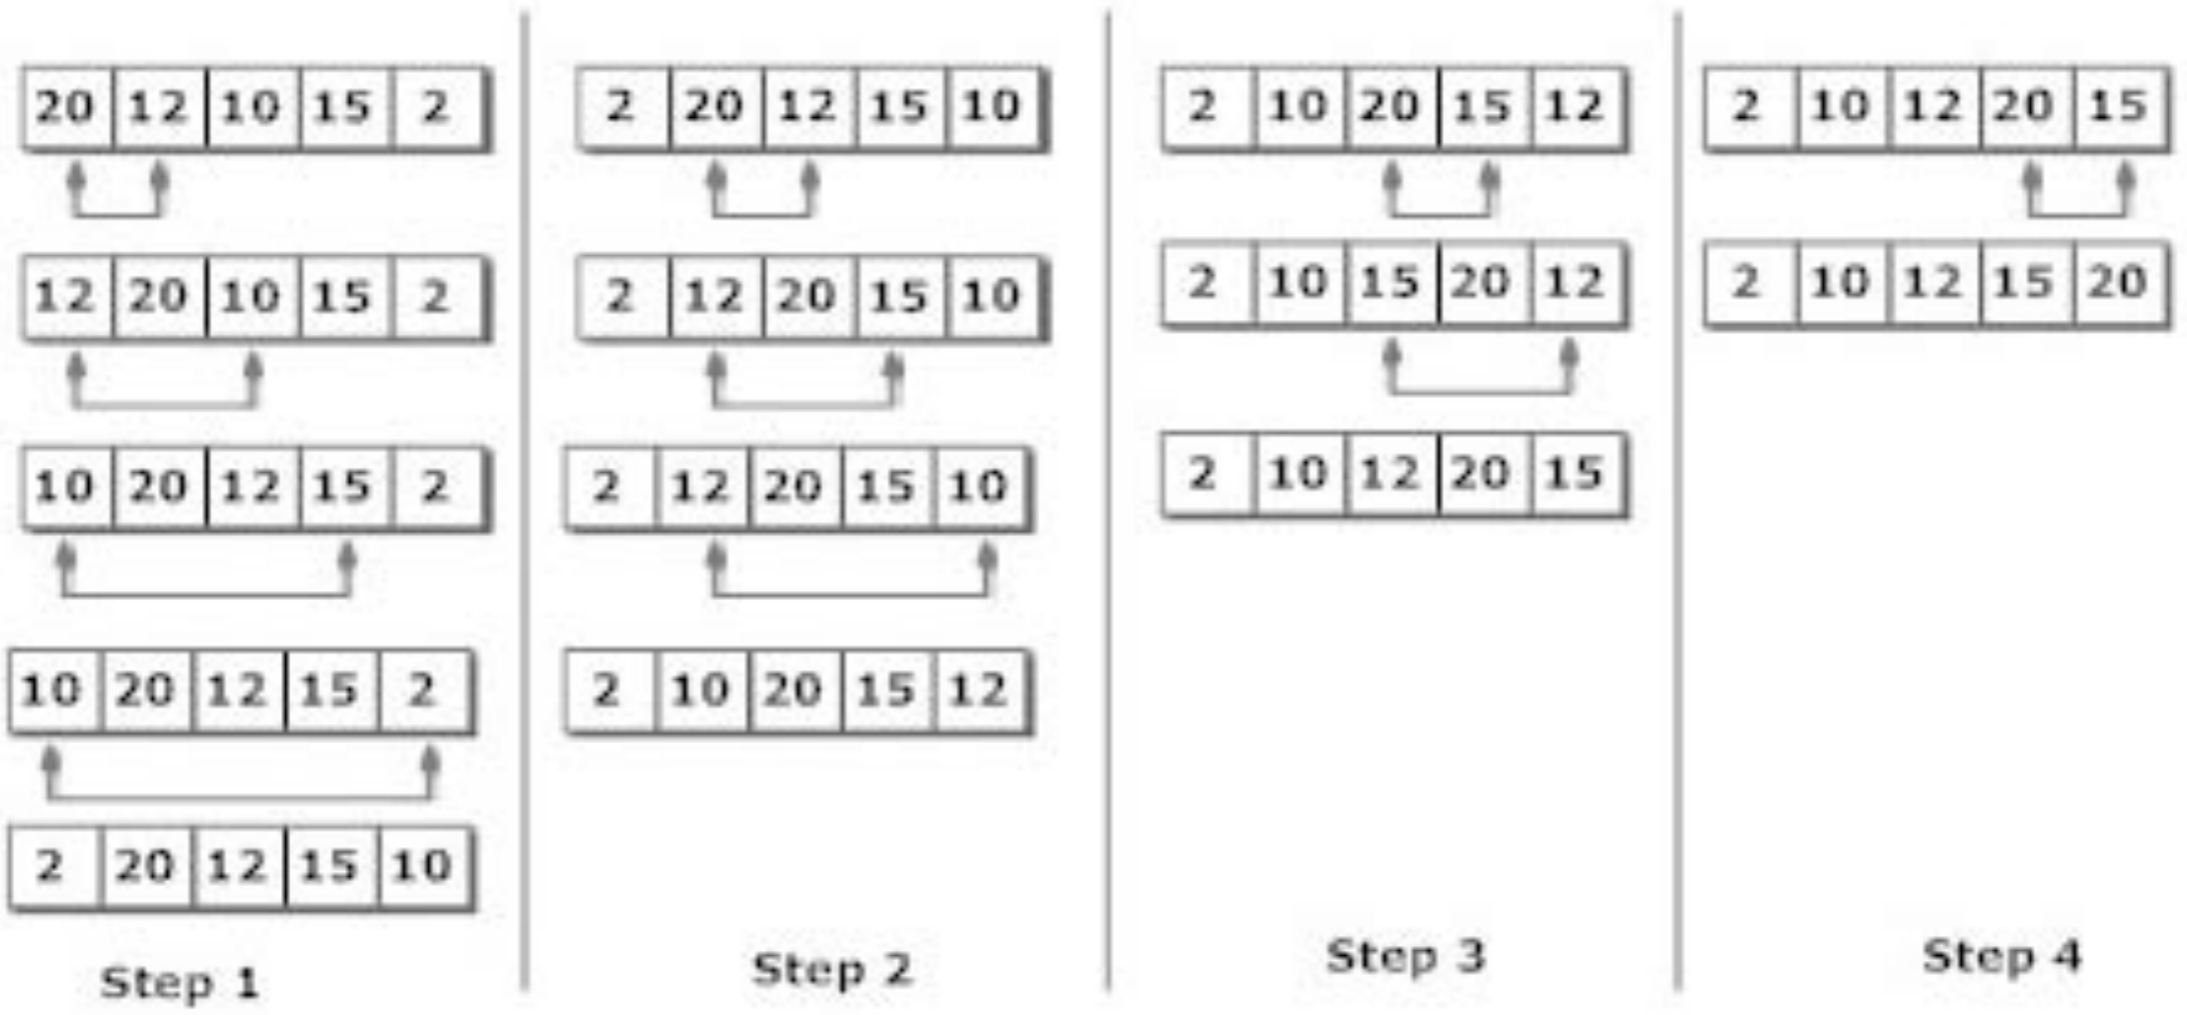 20 12 10 15 2
12 20 10 15 2
10 20 12 15 2
10 20 12 15 2
2 20 12 15 10
Step 1
2 20 12 15 10
2 12 20 15 10
2 12 20 15 10
2 10 20 15 12
Step 2
2 10 20 15 12
2 10 15 20 12
2 10 12 20 15
Step 3
2 10 12 20 15
2 10 12 15 20
Step 4